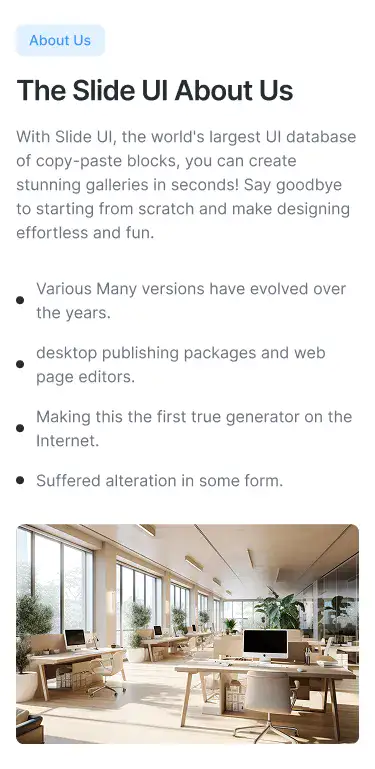 About Us
The Slide UI About Us
With Slide UI, the world's largest UI database
of copy-paste blocks, you can create
stunning galleries in seconds! Say goodbye
to starting from scratch and make designing
effortless and fun.
Various Many versions have evolved over
the years.
desktop publishing packages and web
page editors.
Making this the first true generator on the
Internet.
Suffered alteration in some form.